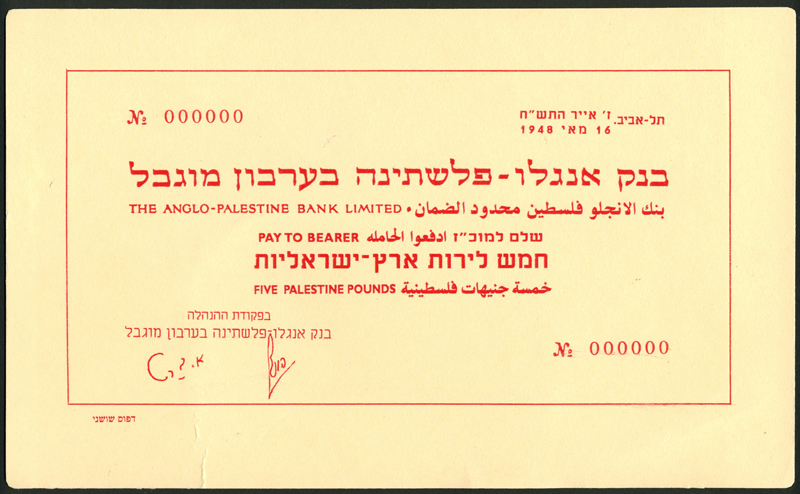 № 000000
תל-אביב. ז' אייר התש"ח
16 מאי 1948
בנק אנגלו-פלשתינה בערבון מוגבל
THE ANGLO-PALESTINE BANK LIMITED • بنك الانجلو فلسطين محدود الضمان
PAY TO BEARER ادفعوا لحامله שלם למוכ"ז
חמש לירות ארץ-ישראליות
FIVE PALESTINE POUNDS خمسة جنيهات فلسطينية
בפקודת ההנהלה
בנק אנגלו-פלשתינה בערבון מוגבל
№ 000000
דפוס שושני